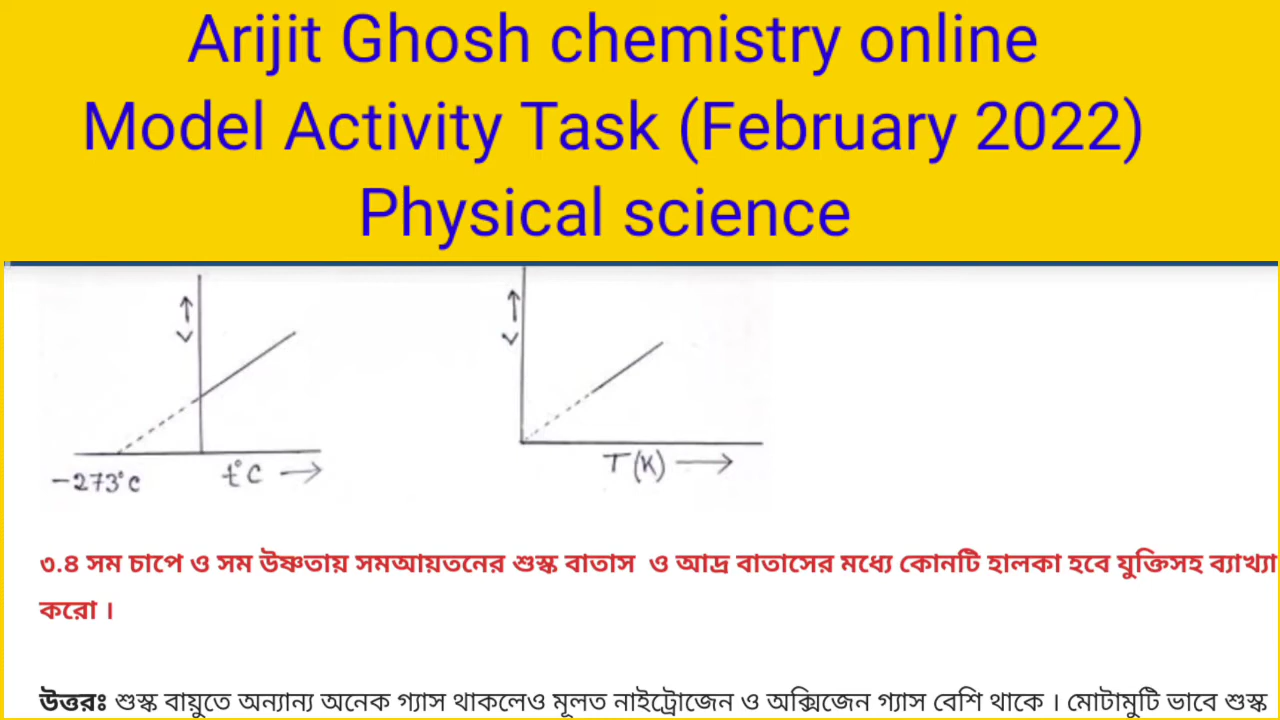 Arijit Ghosh chemistry online
Model Activity Task (February 2022)
Physical science
V → V →
-273°C t°C → T(K) →
৩.৪ সম চাপে ও সম উষ্ণতায় সমআয়তনের শুস্ক বাতাস ও আদ্র বাতাসের মধ্যে কোনটি হালকা হবে যুক্তিসহ ব্যাখ্যা
করো ।
উত্তরঃ শুস্ক বায়ুতে অন্যান্য অনেক গ্যাস থাকলেও মূলত নাইট্রোজেন ও অক্সিজেন গ্যাস বেশি থাকে । মোটামুটি ভাবে শুস্ক